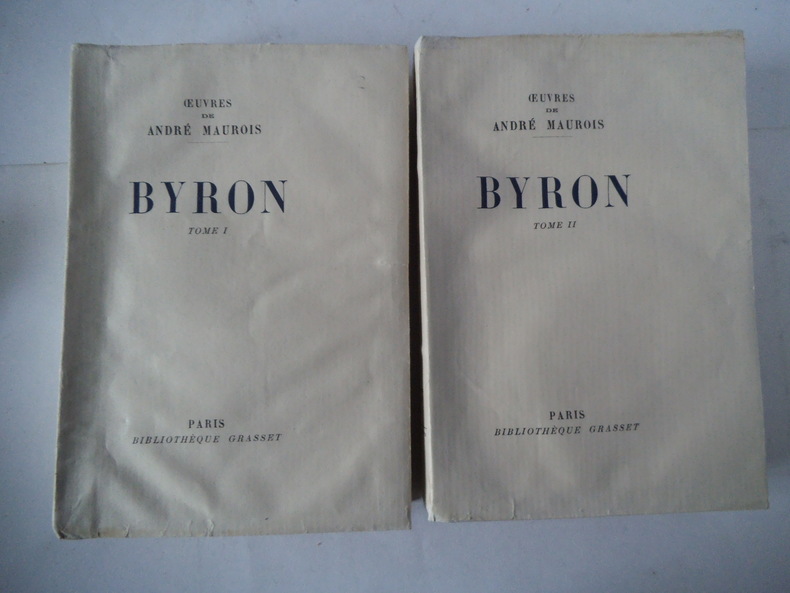 ŒUVRES
DE
ANDRÉ MAUROIS
BYRON
TOME I
PARIS
BIBLIOTHÈQUE GRASSET
ŒUVRES
DE
ANDRÉ MAUROIS
BYRON
TOME II
PARIS
BIBLIOTHÈQUE GRASSET